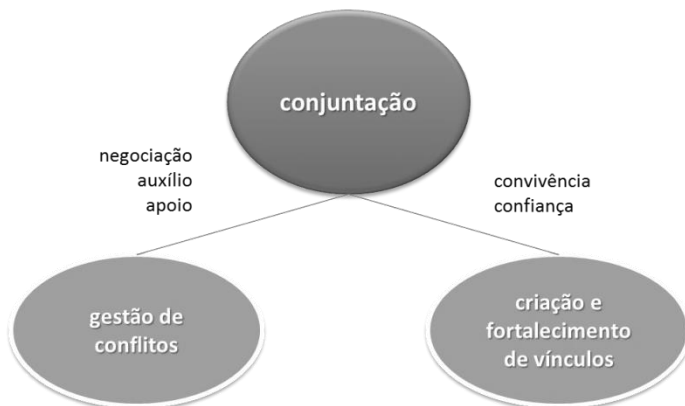 conjuntação
negociação
auxílio
apoio
convivência
confiança
gestão de
conflitos
criação e
fortalecimento
de vínculos